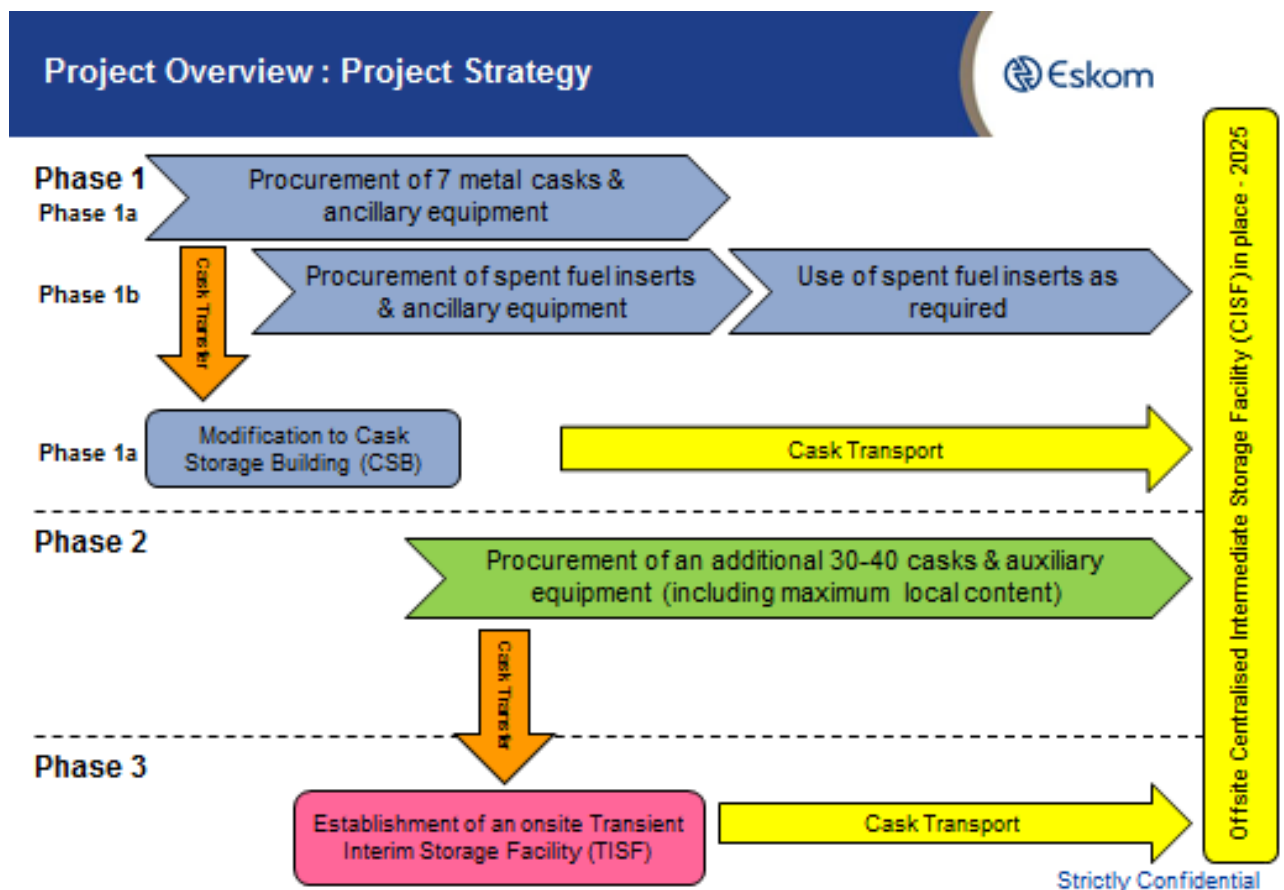 Project Overview : Project Strategy
Eskom
Phase 1
Phase 1a
Procurement of 7 metal casks &
ancillary equipment
Cask Transfer
Phase 1b
Procurement of spent fuel inserts
& ancillary equipment
Use of spent fuel inserts as
required
Phase 1a
Modification to Cask
Storage Building (CSB)
Cask Transport
Phase 2
Procurement of an additional 30-40 casks & auxiliary
equipment (including maximum local content)
Cask Transfer
Phase 3
Establishment of an onsite Transient
Interim Storage Facility (TISF)
Cask Transport
Offsite Centralised Intermediate Storage Facility (CISF) in place - 2025
Strictly Confidential